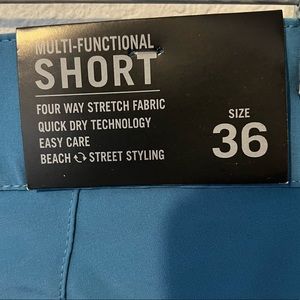 MULTI-FUNCTIONAL
SHORT
FOUR WAY STRETCH FABRIC
QUICK DRY TECHNOLOGY
EASY CARE
BEACH STREET STYLING
SIZE
36